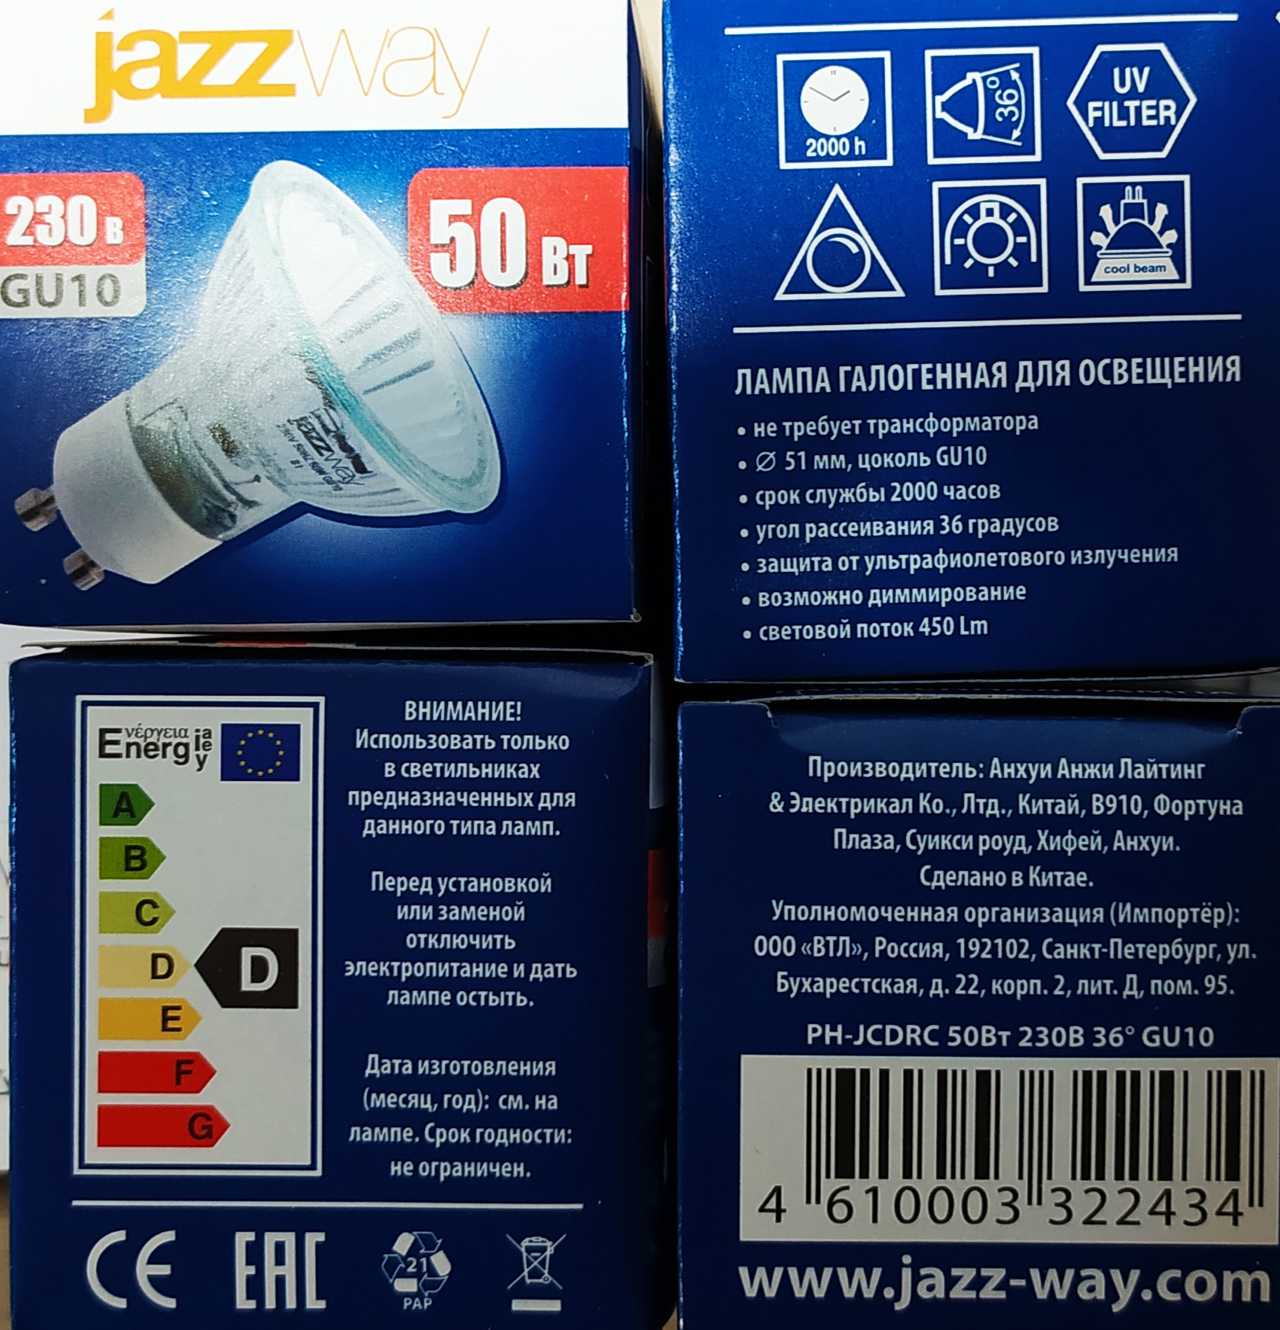 jazzway
230 В
GU10
50 Вт
jazzway
2000 h
36°
UV
FILTER
cool beam
ЛАМПА ГАЛОГЕННАЯ ДЛЯ ОСВЕЩЕНИЯ
• не требует трансформатора
• Ø 51 мм, цоколь GU10
• срок службы 2000 часов
• угол рассеивания 36 градусов
• защита от ультрафиолетового излучения
• возможно диммирование
• световой поток 450 Lm
Energ
νέργεια
ia
ey
y
A
B
C
D
D
E
F
G
ВНИМАНИЕ!
Использовать только
в светильниках
предназначенных для
данного типа ламп.
Перед установкой
или заменой
отключить
электропитание и дать
лампе остыть.
Дата изготовления
(месяц, год): см. на
лампе. Срок годности:
не ограничен.
CE
EAC
21
PAP
Производитель: Анхуи Анжи Лайтинг
& Электрикал Ко., Лтд., Китай, В910, Фортуна
Плаза, Суикси роуд, Хифей, Анхуи.
Сделано в Китае.
Уполномоченная организация (Импортёр):
ООО «ВТЛ», Россия, 192102, Санкт-Петербург, ул.
Бухарестская, д. 22, корп. 2, лит. Д, пом. 95.
PH-JCDRC 50Вт 230В 36° GU10
4 610003 322434
www.jazz-way.com